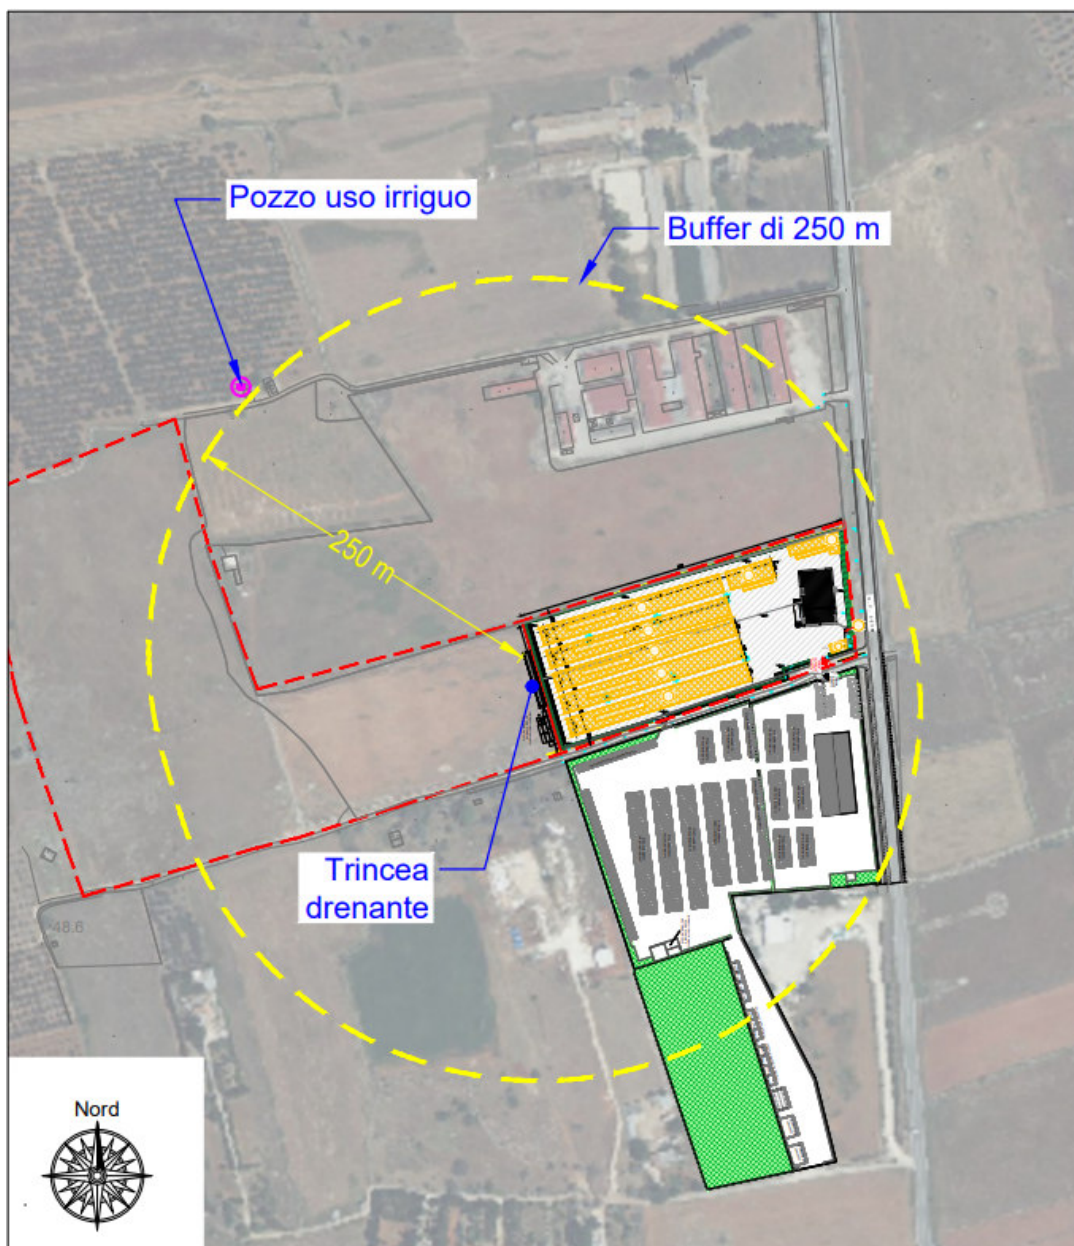 Pozzo uso irriguo
Buffer di 250 m
250 m
Trincea
drenante
48.6
Nord